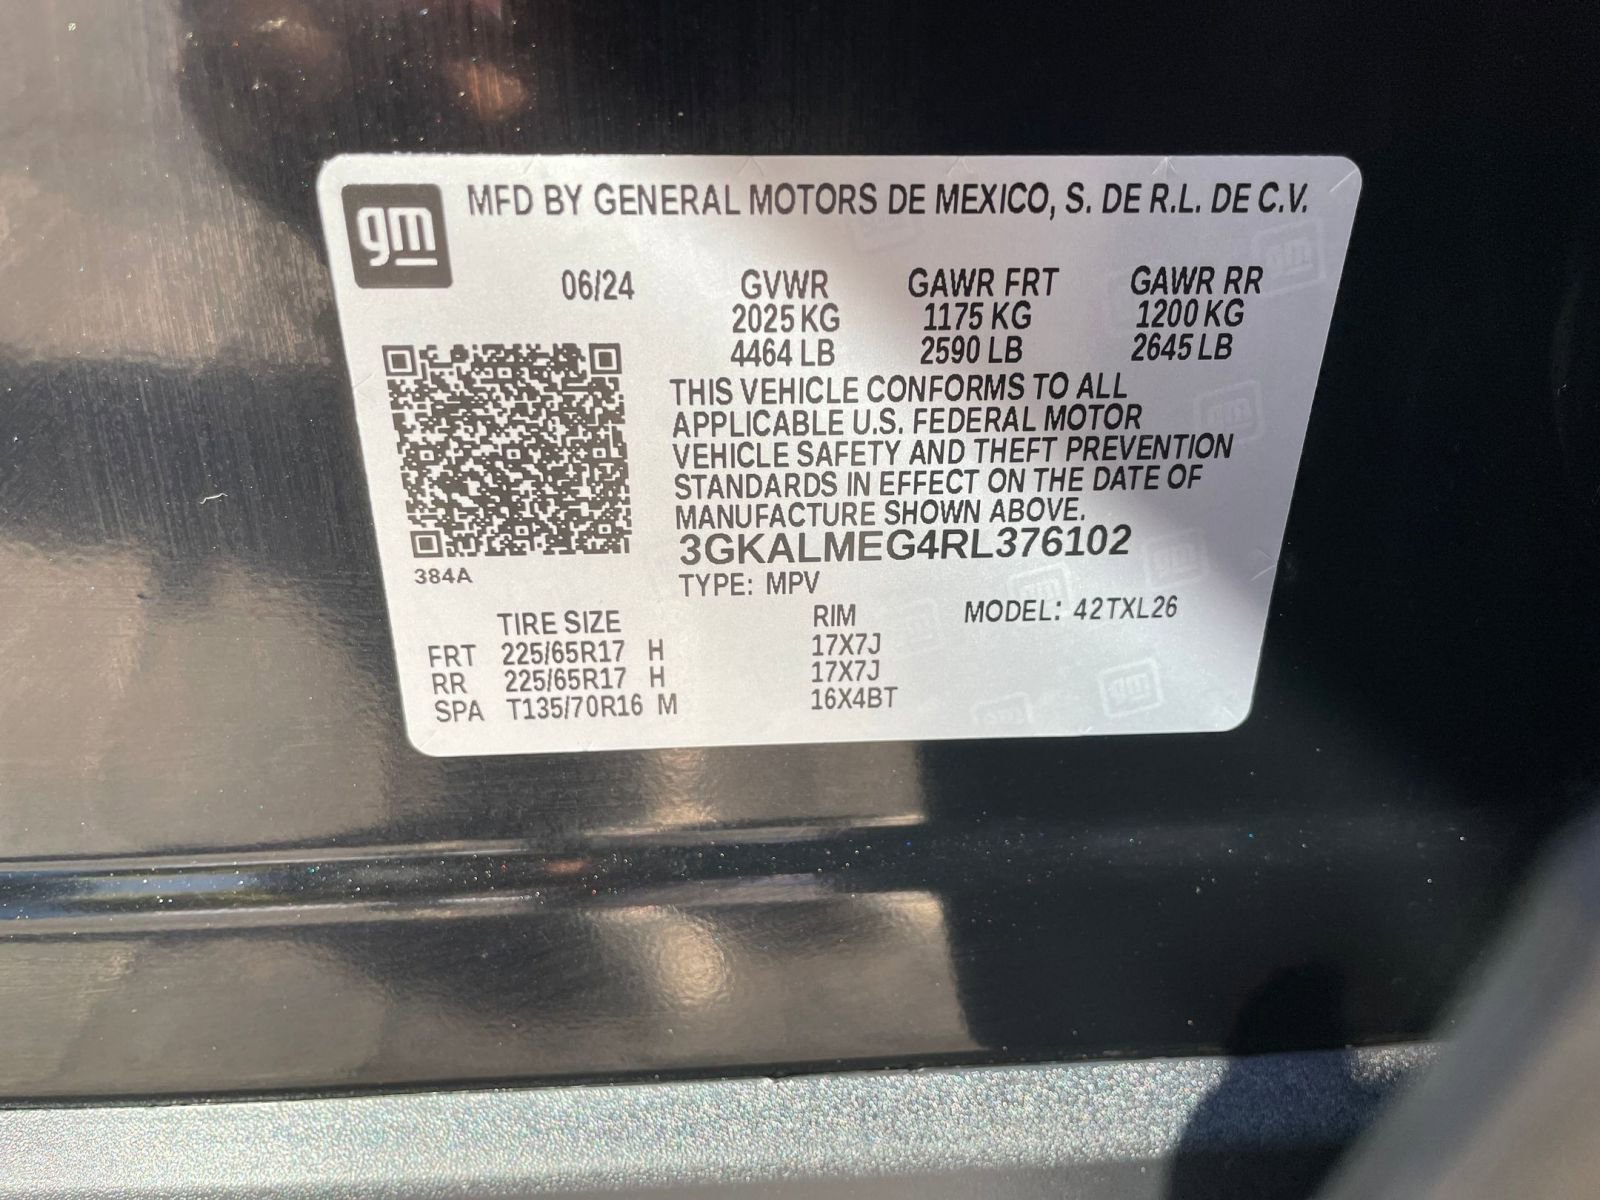 gm MFD BY GENERAL MOTORS DE MEXICO, S. DE R.L. DE C.V.
06/24 GVWR GAWR FRT GAWR RR
2025 KG 1175 KG 1200 KG
4464 LB 2590 LB 2645 LB
THIS VEHICLE CONFORMS TO ALL
APPLICABLE U.S. FEDERAL MOTOR
VEHICLE SAFETY AND THEFT PREVENTION
STANDARDS IN EFFECT ON THE DATE OF
MANUFACTURE SHOWN ABOVE.
3GKALMEG4RL376102
384A
TYPE: MPV
TIRE SIZE RIM MODEL: 42TXL26
FRT 225/65R17 H 17X7J
RR 225/65R17 H 17X7J
SPA T135/70R16 M 16X4BT